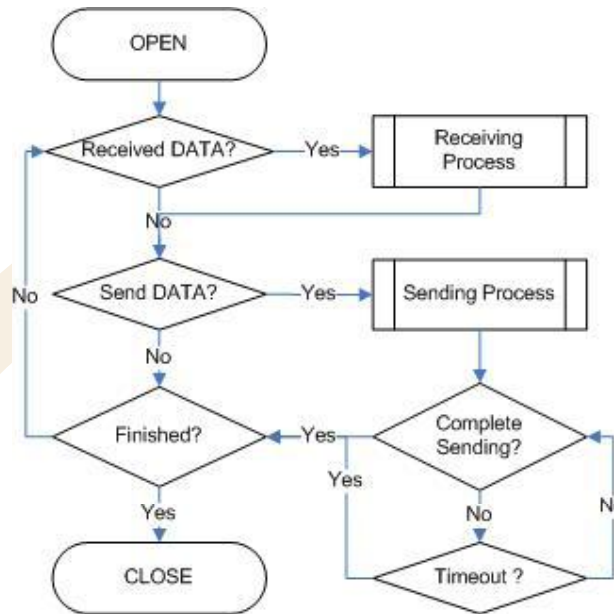 OPEN
Received DATA?
Yes
Receiving
Process
No
Send DATA?
Yes
Sending Process
No
No
Finished?
Yes
Complete
Sending?
Yes
No
N
Yes
CLOSE
Timeout ?